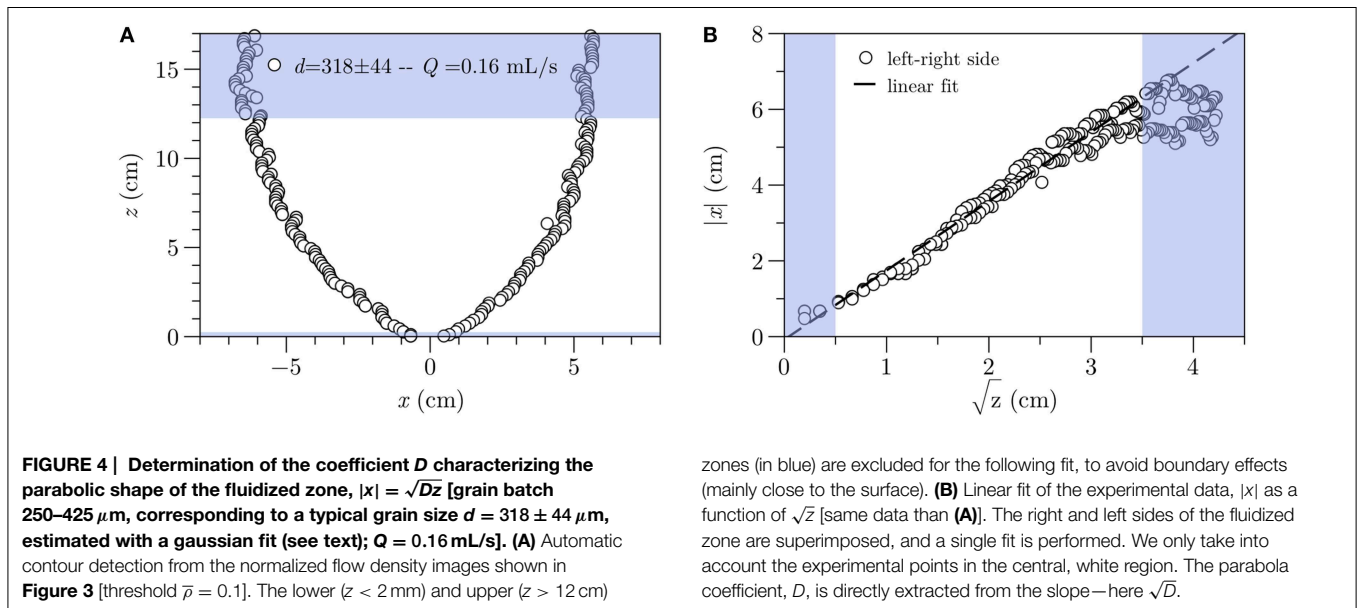 A
d=318±44 -- Q =0.16 mL/s
15
10
5
0
z (cm)
−5
0
5
x (cm)
B
left-right side
linear fit
8
6
4
2
0
|x| (cm)
0
1
2
3
4
√z (cm)
FIGURE 4 | Determination of the coefficient D characterizing the
parabolic shape of the fluidized zone, |x| = √Dz [grain batch
250–425 μm, corresponding to a typical grain size d = 318 ± 44 μm,
estimated with a gaussian fit (see text); Q = 0.16 mL/s]. (A) Automatic
contour detection from the normalized flow density images shown in
Figure 3 [threshold ρ̅ = 0.1]. The lower (z < 2 mm) and upper (z > 12 cm)
zones (in blue) are excluded for the following fit, to avoid boundary effects
(mainly close to the surface). (B) Linear fit of the experimental data, |x| as a
function of √z [same data than (A)]. The right and left sides of the fluidized
zone are superimposed, and a single fit is performed. We only take into
account the experimental points in the central, white region. The parabola
coefficient, D, is directly extracted from the slope—here √D.